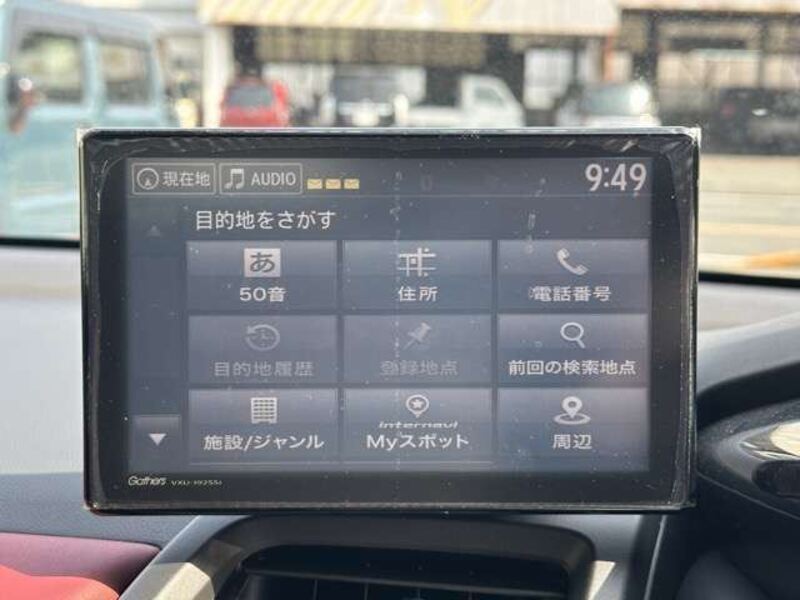 現在地 AUDIO 9:49
目的地をさがす
50音 住所 電話番号
目的地履歴 登録地点 前回の検索地点
internavi
施設/ジャンル Myスポット 周辺
Gathers